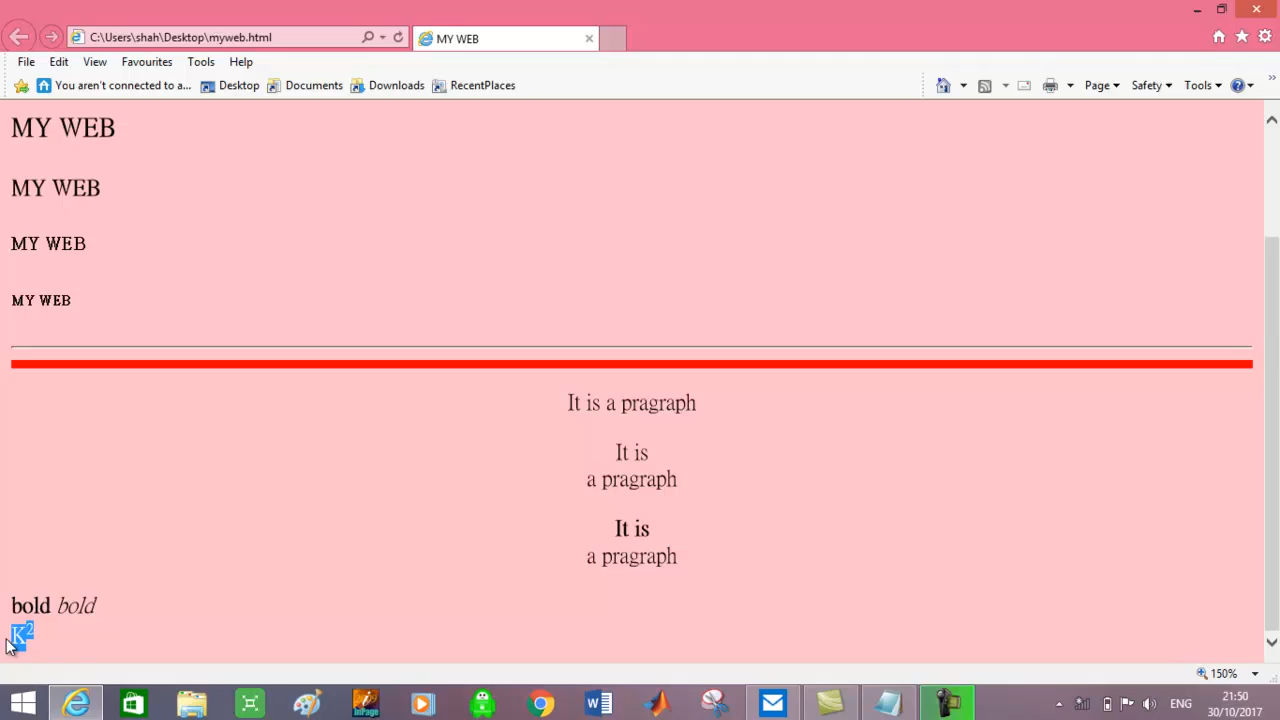 C:\Users\shah\Desktop\myweb.html
MY WEB
File Edit View Favourites Tools Help
You aren't connected to a... Desktop Documents Downloads RecentPlaces
Page Safety Tools
MY WEB
MY WEB
MY WEB
MY WEB
It is a pragraph
It is
a pragraph
It is
a pragraph
bold bold
K²
150%
InPage
ENG
21:50
30/10/2017